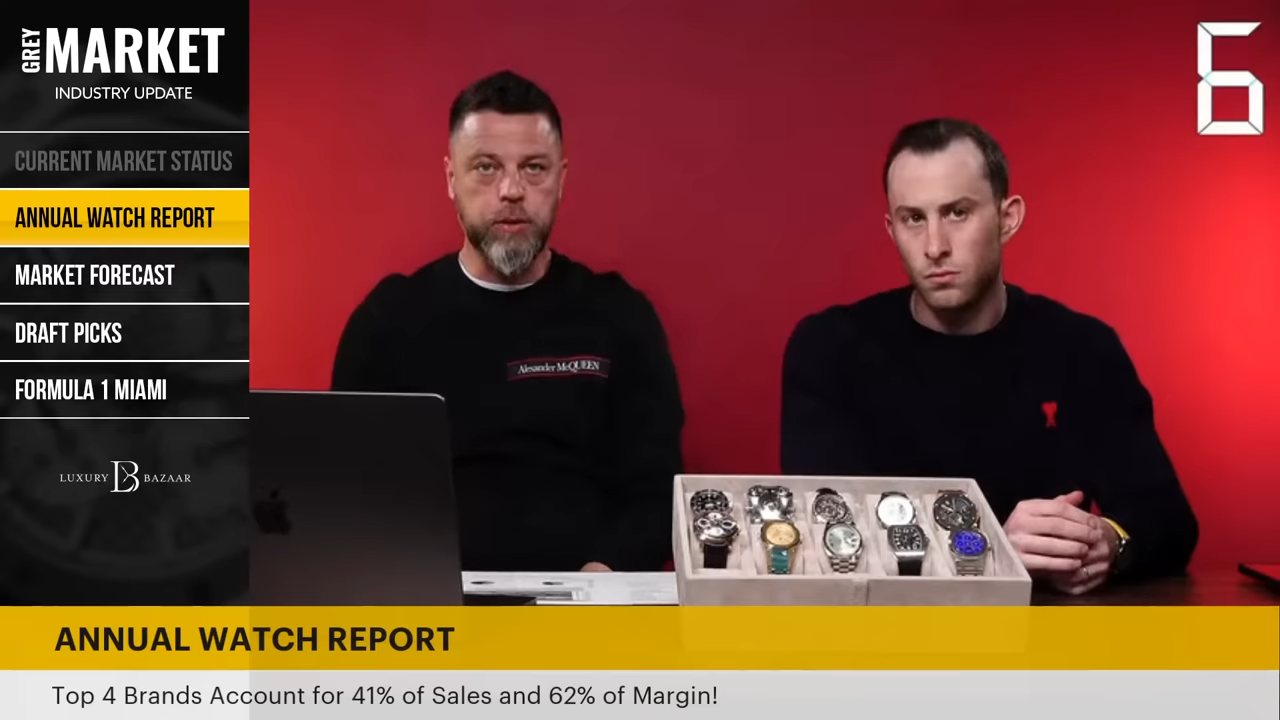 GREY
MARKET
INDUSTRY UPDATE
6
CURRENT MARKET STATUS
ANNUAL WATCH REPORT
MARKET FORECAST
DRAFT PICKS
FORMULA 1 MIAMI
LUXURY B BAZAAR
Alexander McQUEEN
ANNUAL WATCH REPORT
Top 4 Brands Account for 41% of Sales and 62% of Margin!